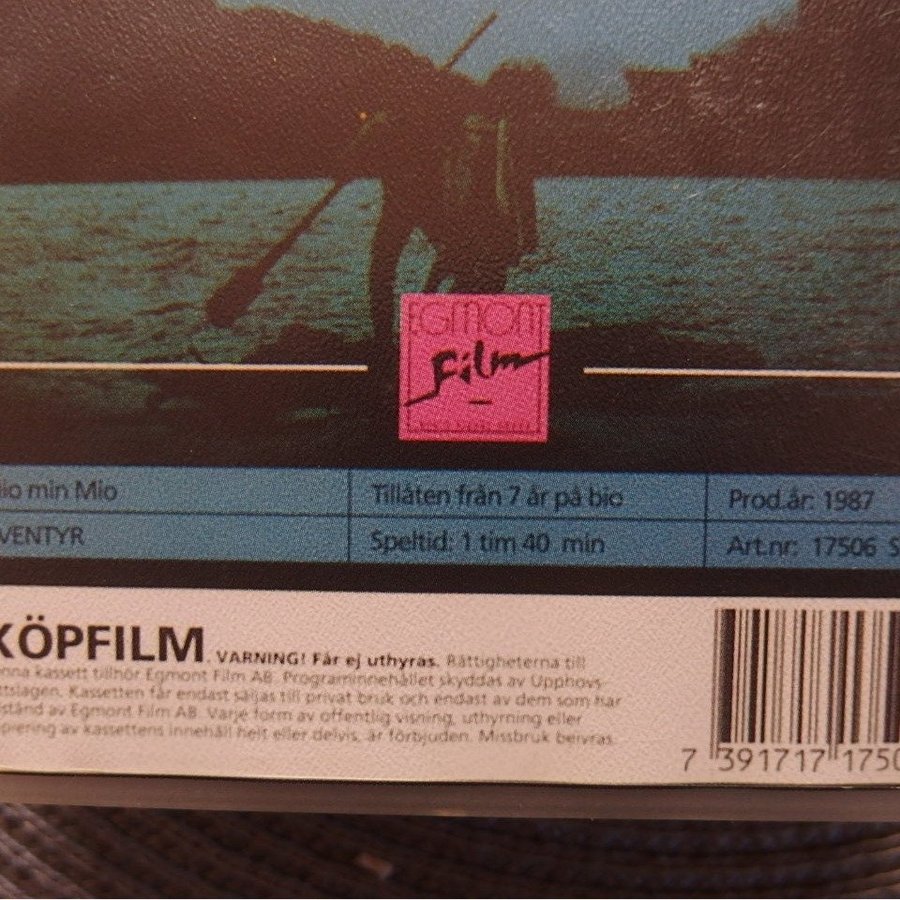 EGMONT
Film
io min Mio
Tillåten från 7 år på bio
Prod.år: 1987
VENTYR
Speltid: 1 tim 40 min
Art.nr: 17506 S
KÖPFILM. VARNING! Får ej uthyras. Rättigheterna till
nna kassett tillhör Egmont Film AB. Programinnehållet skyddas av Upphovs-
ttslagen. Kassetten får endast säljas till privat bruk och endast av dem som har
lstånd av Egmont Film AB. Varje form av offentlig visning, uthyrning eller
piering av kassettens innehåll helt eller delvis, är förbjuden. Missbruk beivras.
7 391717 1750